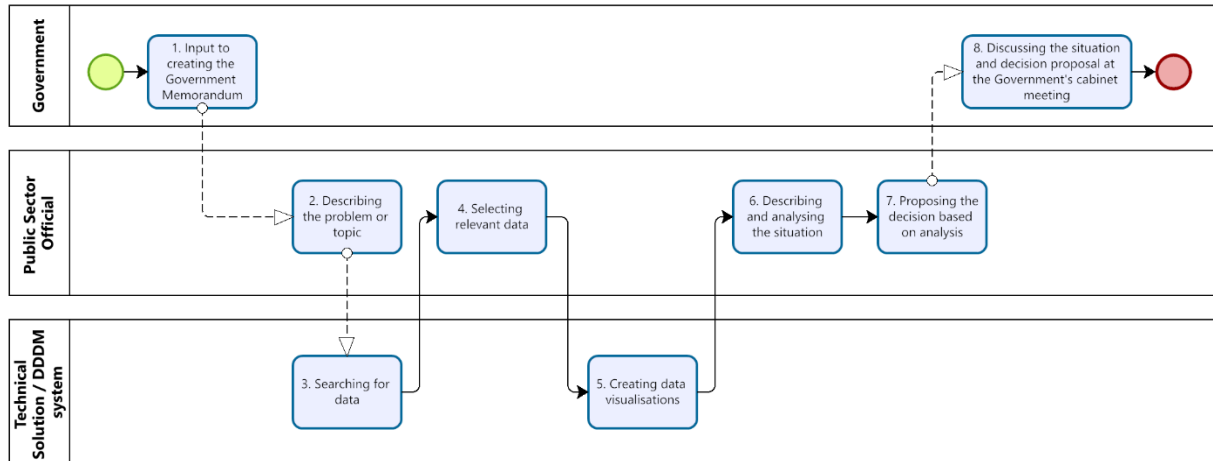 Government
1. Input to
creating the
Government
Memorandum
8. Discussing the situation
and decision proposal at
the Government's cabinet
meeting
Public Sector
Official
2. Describing
the problem or
topic
4. Selecting
relevant data
6. Describing
and analysing
the situation
7. Proposing the
decision based
on analysis
Technical
Solution / DDDM
system
3. Searching for
data
5. Creating data
visualisations